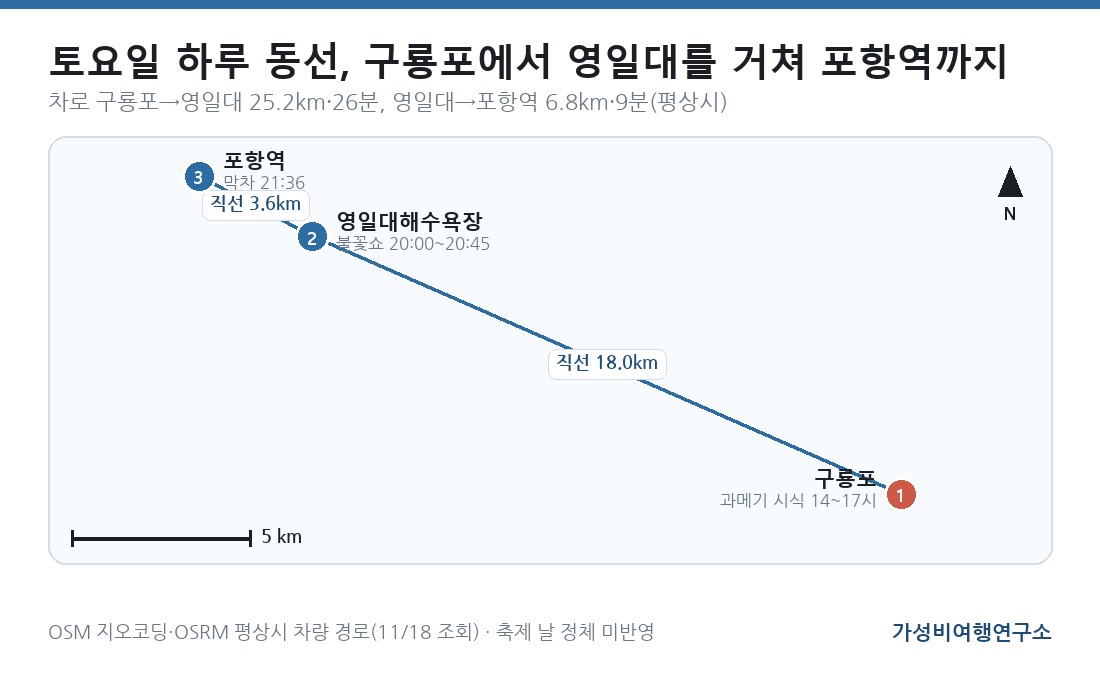 토요일 하루 동선, 구룡포에서 영일대를 거쳐 포항역까지
차로 구룡포→영일대 25.2km·26분, 영일대→포항역 6.8km·9분(평상시)
3
포항역
막차 21:36
직선 3.6km
2
영일대해수욕장
불꽃쇼 20:00~20:45
N
직선 18.0km
구룡포
과메기 시식 14~17시
1
5 km
OSM 지오코딩·OSRM 평상시 차량 경로(11/18 조회) · 축제 날 정체 미반영
가성비여행연구소